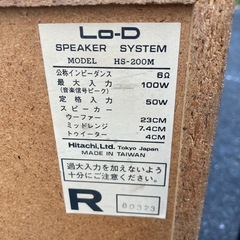 Lo-D
SPEAKER SYSTEM
MODEL HS-200M
公称インピーダンス 6Ω
最大入力 100W
(音楽信号ピーク)
定格入力 50W
スピーカー
ウーファー 23CM
ミッドレンジ 7.4CM
トゥイーター 4CM
Hitachi, Ltd. Tokyo Japan
MADE IN TAIWAN
過大入力を加えないよう
十分にご注意下さい。
R